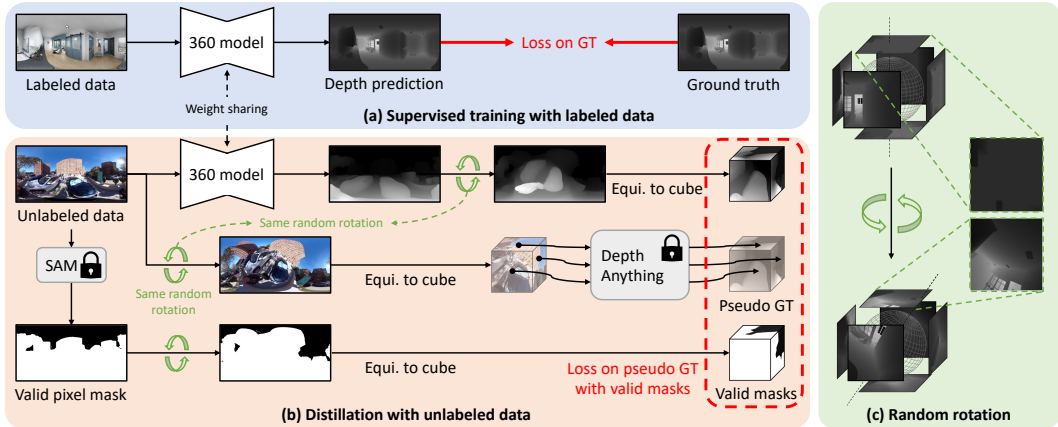 360 model
Loss on GT
Labeled data
Depth prediction
Ground truth
Weight sharing
(a) Supervised training with labeled data
360 model
Equi. to cube
Unlabeled data
Same random rotation
SAM
Same random
rotation
Equi. to cube
Depth
Anything
Pseudo GT
Equi. to cube
Loss on pseudo GT
with valid masks
Valid pixel mask
Valid masks
(b) Distillation with unlabeled data
(c) Random rotation